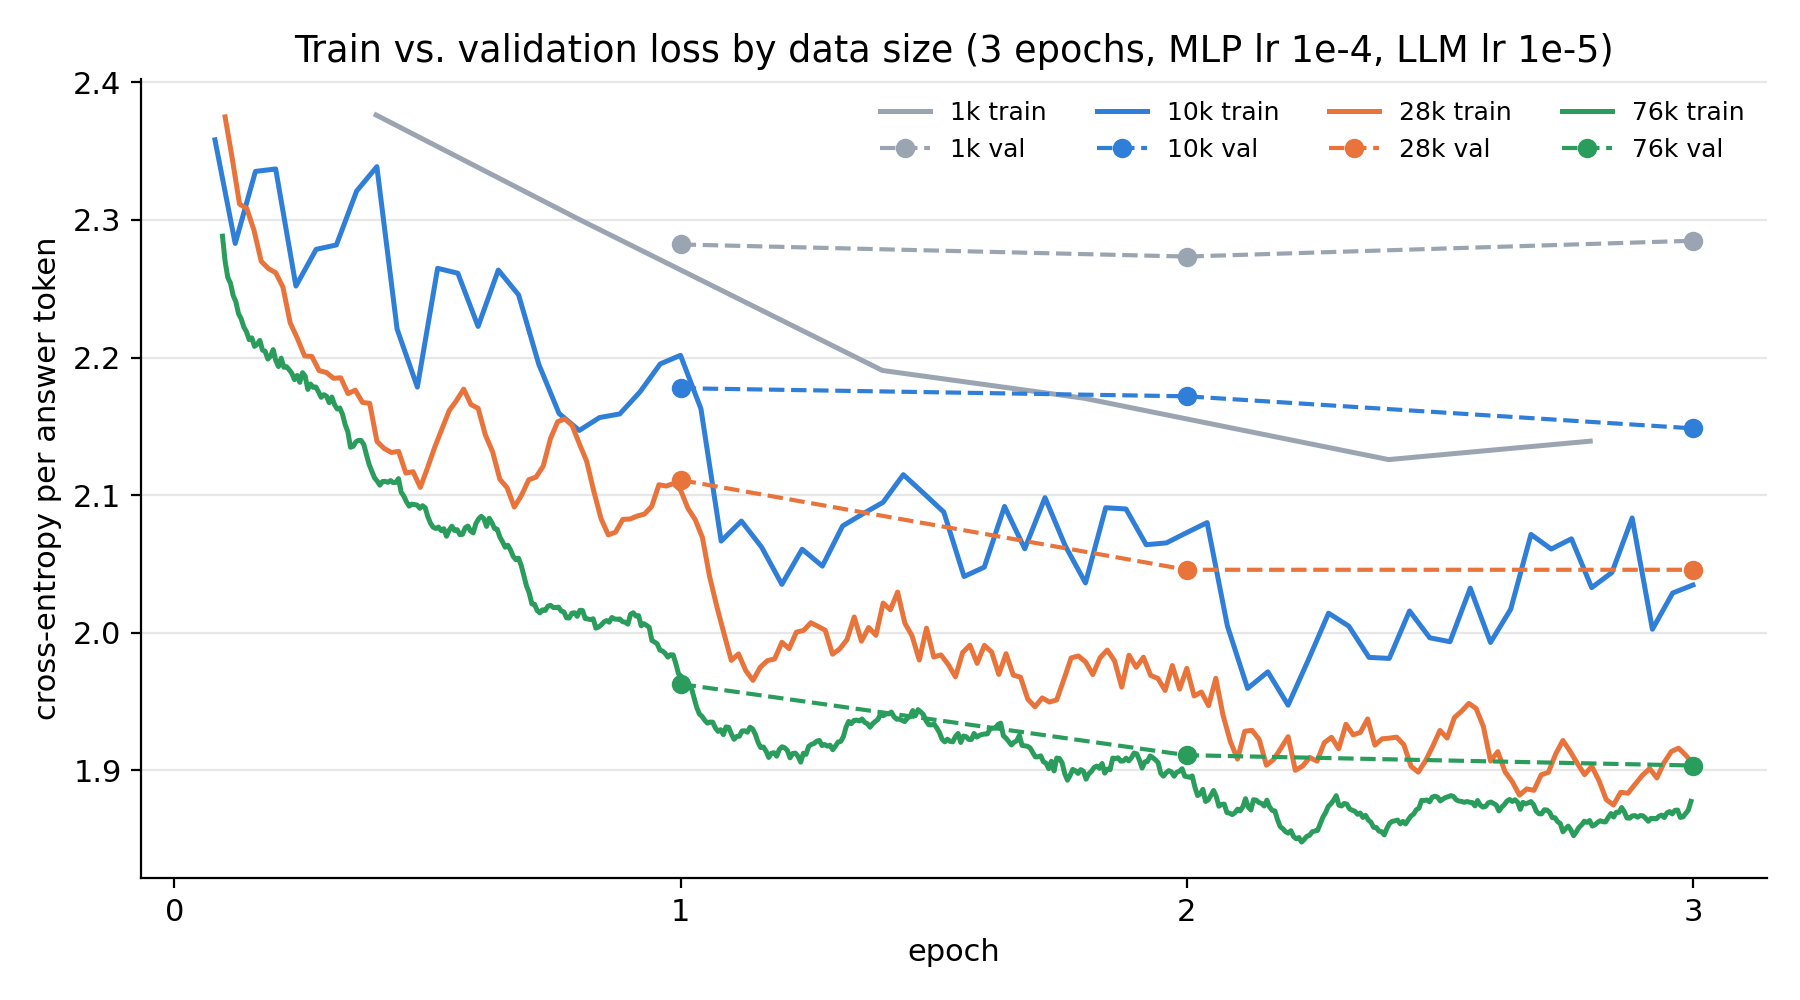 Train vs. validation loss by data size (3 epochs, MLP lr 1e-4, LLM lr 1e-5)
1k train 10k train 28k train 76k train
1k val 10k val 28k val 76k val
cross-entropy per answer token
2.4
2.3
2.2
2.1
2.0
1.9
0 1 2 3
epoch